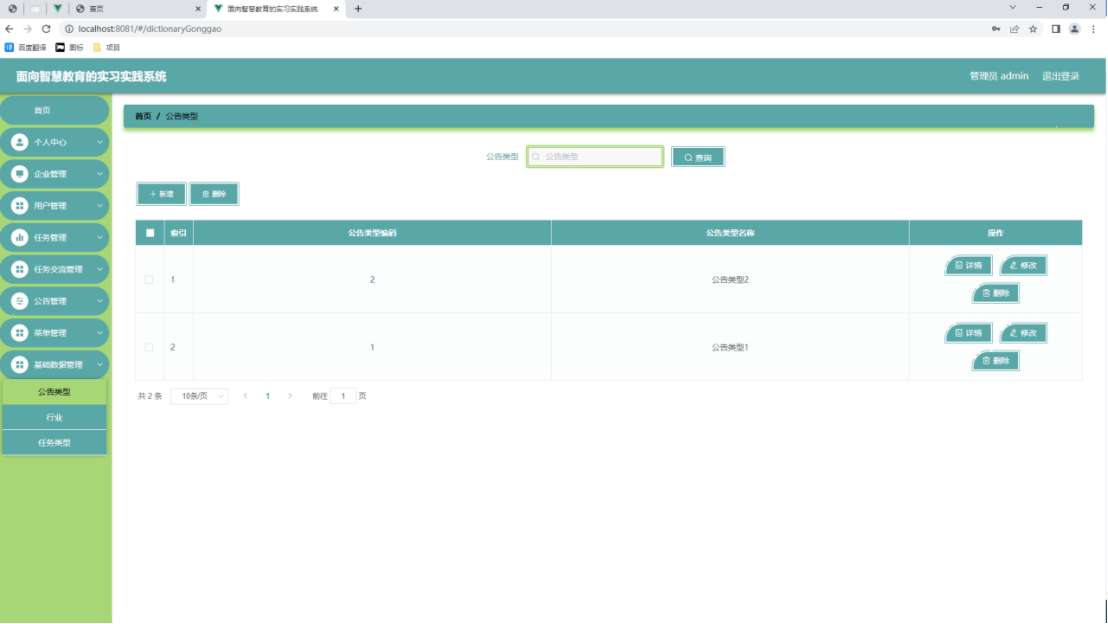 首页
面向智慧教育的实习实践系统
localhost:8081/#/dictionaryGonggao
译 百度翻译 图标 项目
面向智慧教育的实习实践系统
管理员 admin 退出登录
首页
个人中心
企业管理
用户管理
任务管理
任务交流管理
公告管理
菜单管理
基础数据管理
公告类型
行业
任务类型
首页 / 公告类型
公告类型 公告类型 查询
+ 新增 删除
索引 公告类型编码 公告类型名称 操作
1 2 公告类型2 详情 修改
删除
2 1 公告类型1 详情 修改
删除
共 2 条 10条/页 1 前往 1 页